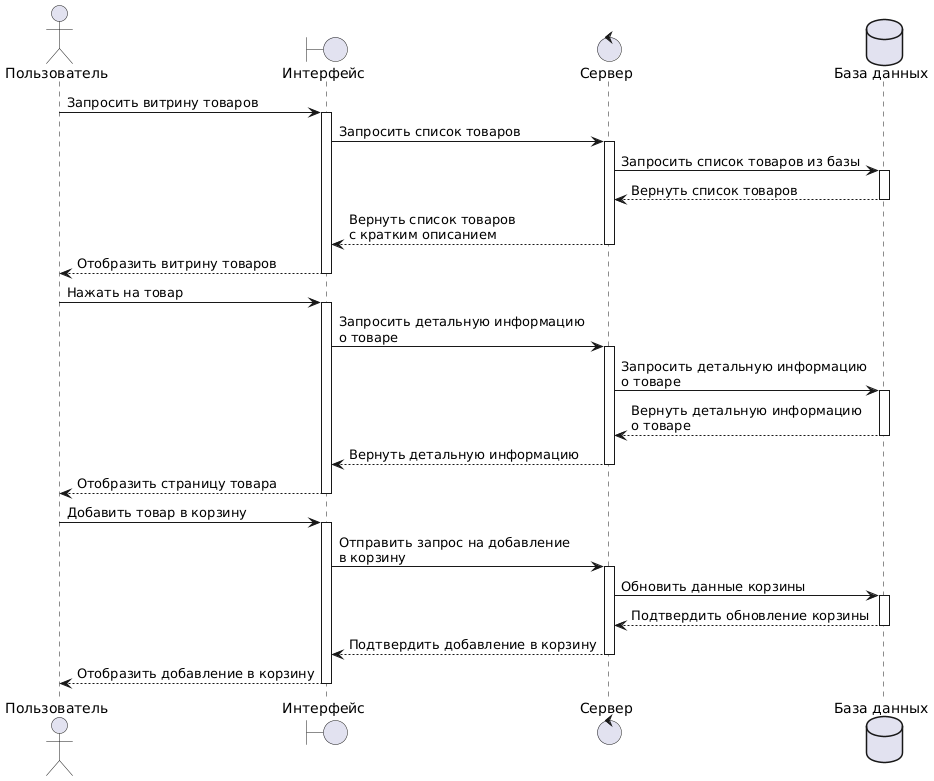 Пользователь
Интерфейс
Сервер
База данных
Запросить витрину товаров
Запросить список товаров
Запросить список товаров из базы
Вернуть список товаров
Вернуть список товаров
с кратким описанием
Отобразить витрину товаров
Нажать на товар
Запросить детальную информацию
о товаре
Запросить детальную информацию
о товаре
Вернуть детальную информацию
о товаре
Вернуть детальную информацию
Отобразить страницу товара
Добавить товар в корзину
Отправить запрос на добавление
в корзину
Обновить данные корзины
Подтвердить обновление корзины
Подтвердить добавление в корзину
Отобразить добавление в корзину
Пользователь
Интерфейс
Сервер
База данных